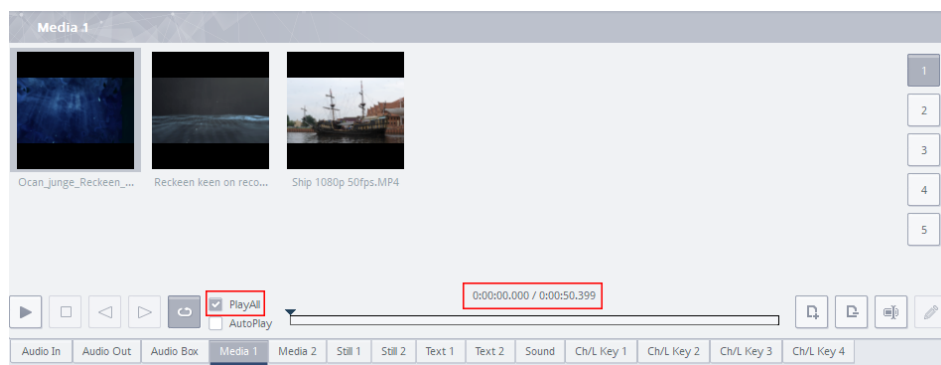 Media 1
1
2
3
4
5
Ocan_junge_Reckeen_...
Reckeen keen on reco...
Ship 1080p 50fps.MP4
PlayAll
AutoPlay
0:00:00.000 / 0:00:50.399
Audio In
Audio Out
Audio Box
Media 1
Media 2
Still 1
Still 2
Text 1
Text 2
Sound
Ch/L Key 1
Ch/L Key 2
Ch/L Key 3
Ch/L Key 4